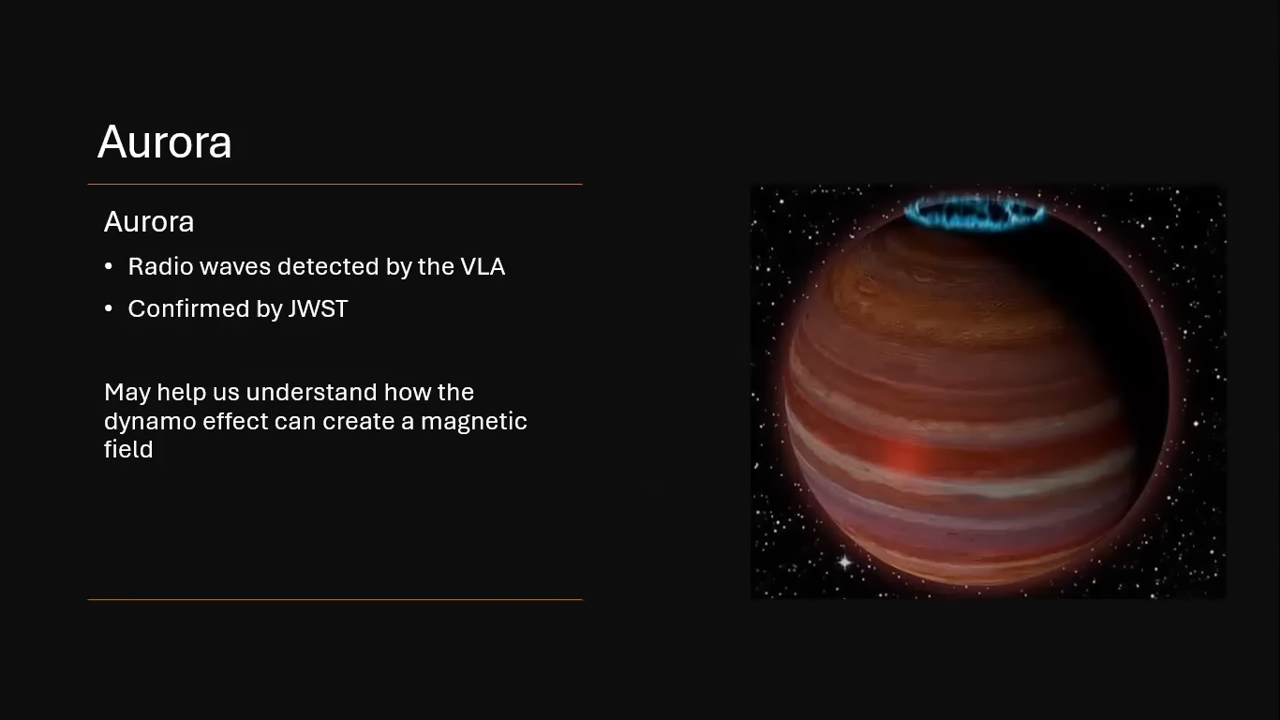 Aurora
Aurora
• Radio waves detected by the VLA
• Confirmed by JWST
May help us understand how the
dynamo effect can create a magnetic
field